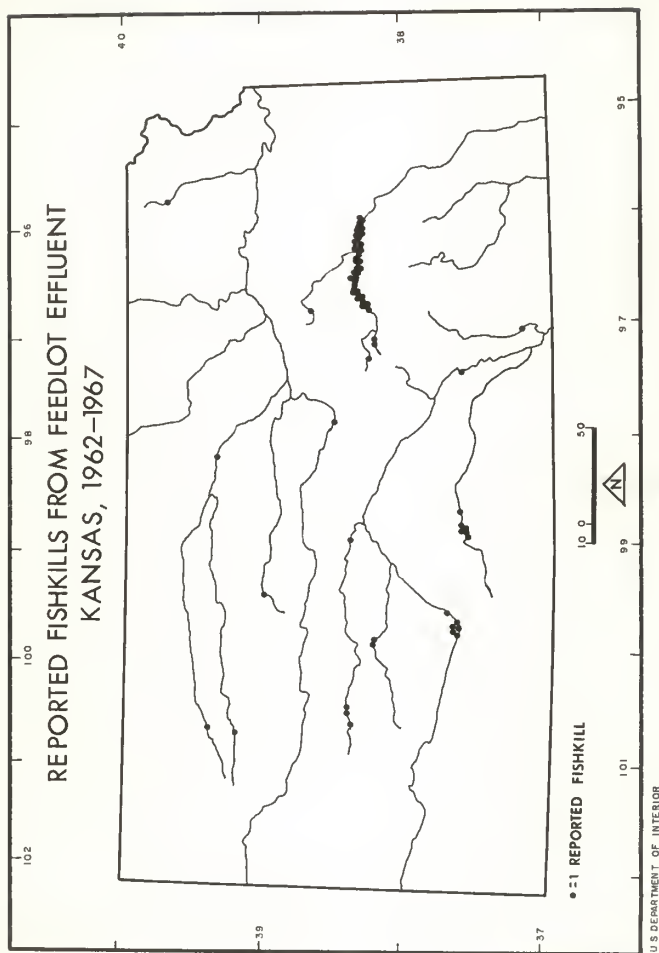 REPORTED FISHKILLS FROM FEEDLOT EFFLUENT
KANSAS, 1962–1967
102
100
98
96
40
39
38
37
101
99
97
95
• = 1 REPORTED FISHKILL
10 0 50
N
U S DEPARTMENT OF INTERIOR